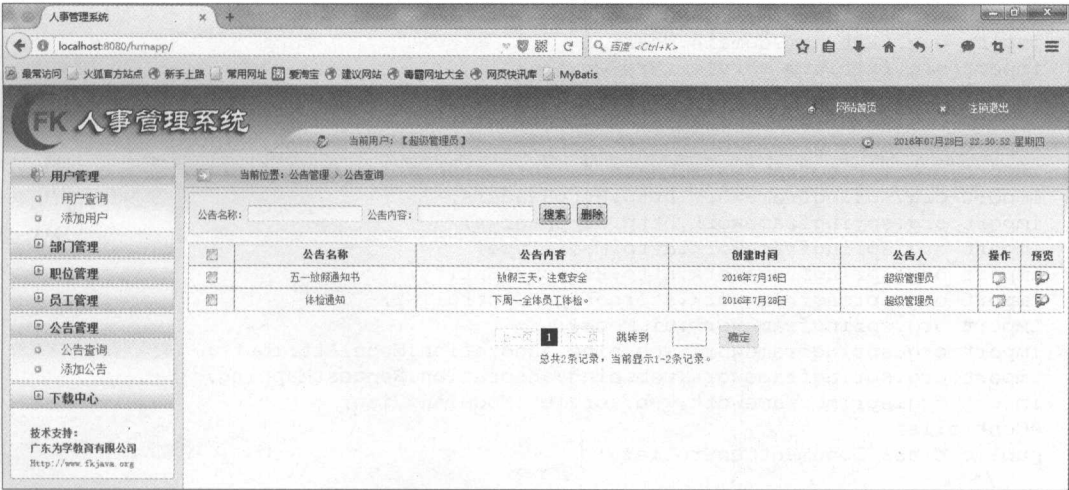 人事管理系统 × +
localhost:8080/hrmapp/ 百度 <Ctrl+K>
最常访问 火狐官方站点 新手上路 常用网址 爱淘宝 建议网站 毒霸网址大全 网页快讯库 MyBatis
FK 人事管理系统
网站首页 注销退出
当前用户：【超级管理员】 2016年07月28日 22:30:52 星期四
用户管理
用户查询
添加用户
部门管理
职位管理
员工管理
公告管理
公告查询
添加公告
下载中心
技术支持：
广东为学教育有限公司
Http://www.fkjava.org
当前位置：公告管理 > 公告查询
公告名称： 公告内容： 搜索 删除
公告名称 公告内容 创建时间 公告人 操作 预览
五一放假通知书 放假三天，注意安全 2016年7月16日 超级管理员
体检通知 下周一全体员工体检。 2016年7月28日 超级管理员
上一页 1 下一页 跳转到 确定
总共2条记录，当前显示1-2条记录。